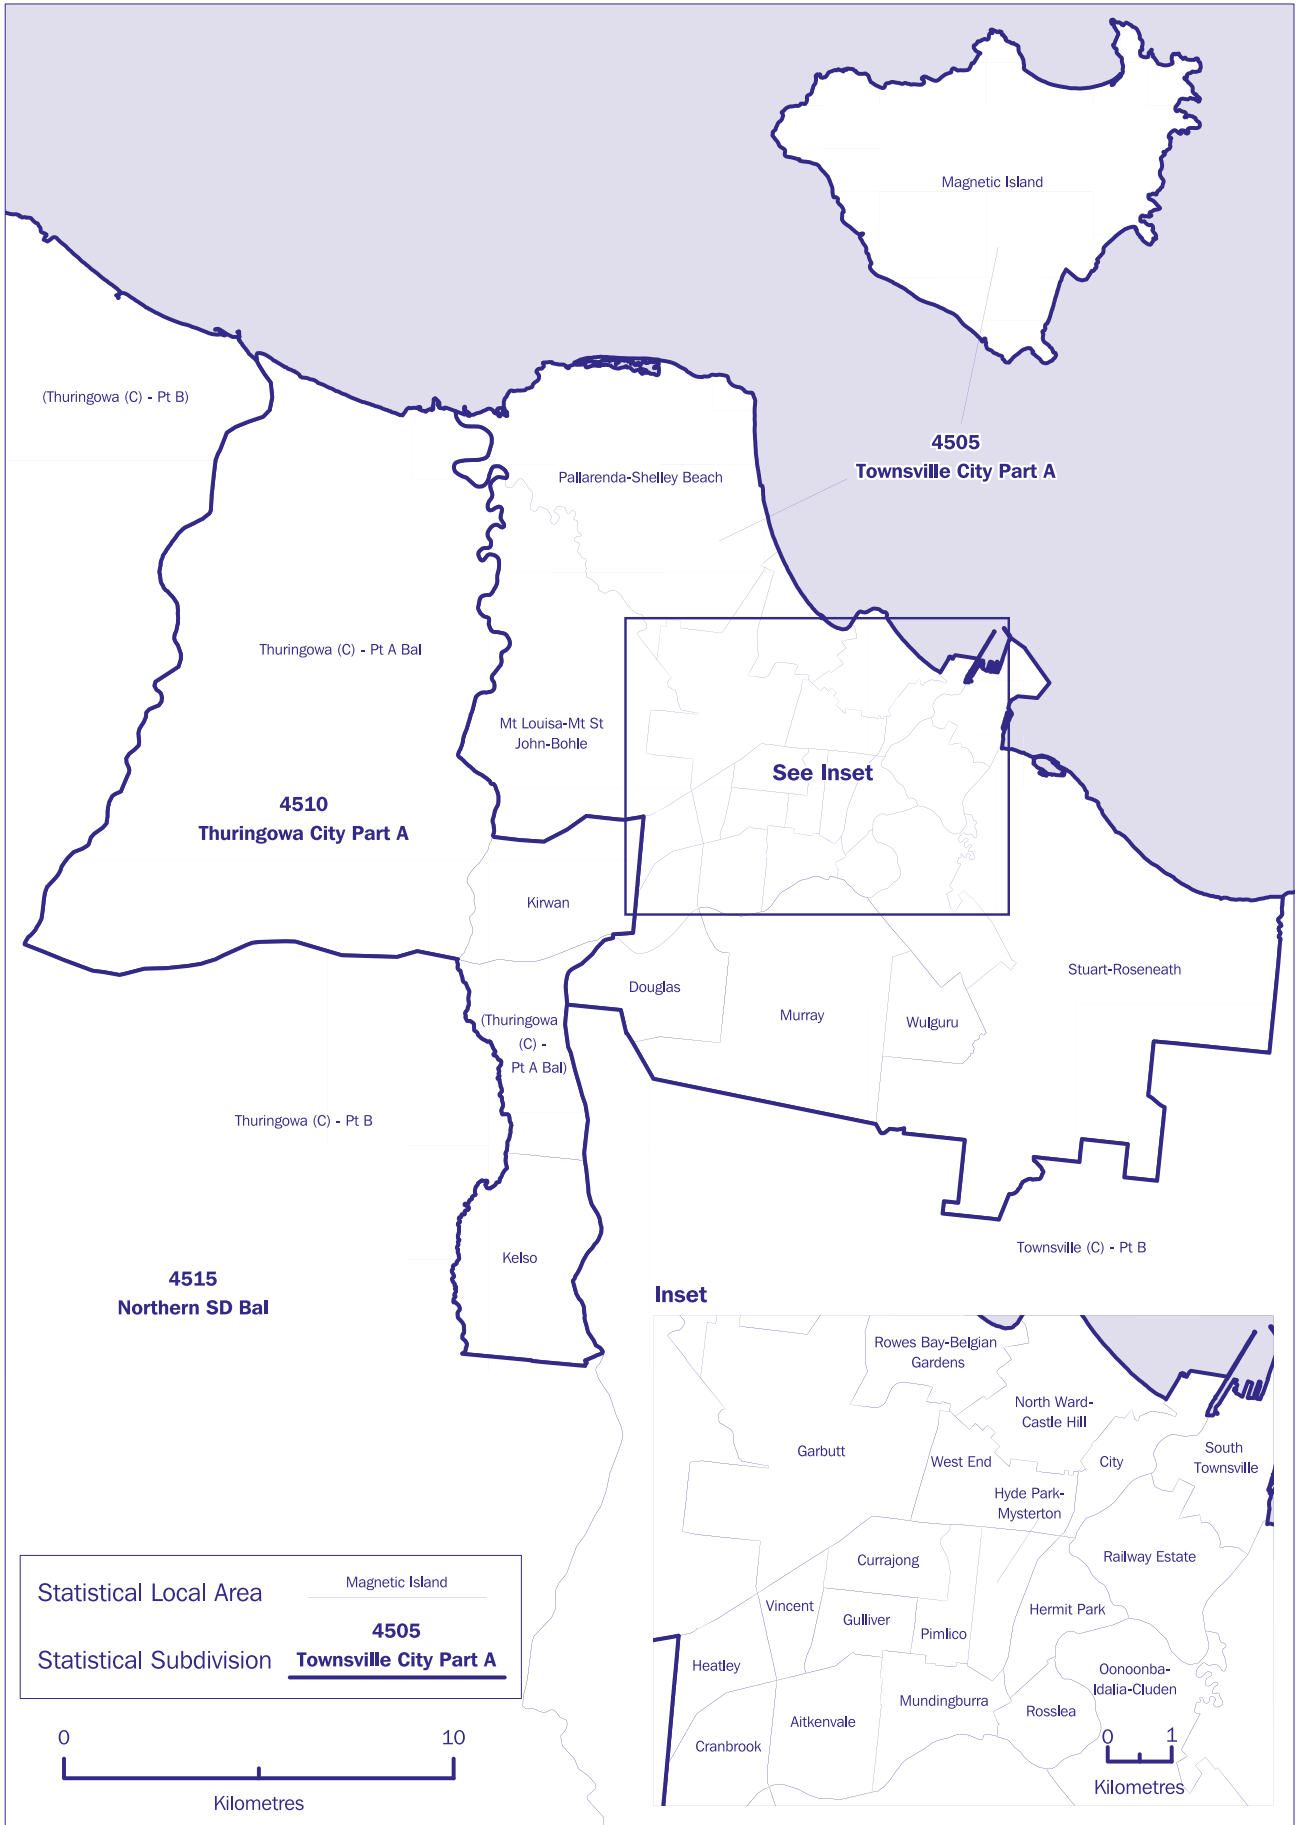 Magnetic Island
(Thuringowa (C) - Pt B)
4505
Townsville City Part A
Pallarenda-Shelley Beach
Thuringowa (C) - Pt A Bal
Mt Louisa-Mt St
John-Bohle
See Inset
4510
Thuringowa City Part A
Kirwan
Stuart-Roseneath
Douglas
Murray
Wulguru
(Thuringowa
(C) -
Pt A Bal)
Thuringowa (C) - Pt B
Townsville (C) - Pt B
Kelso
4515
Northern SD Bal
Inset
Rowes Bay-Belgian
Gardens
North Ward-
Castle Hill
Garbutt
West End
City
South
Townsville
Hyde Park-
Mysterton
Currajong
Railway Estate
Vincent
Gulliver
Pimlico
Hermit Park
Heatley
Oonoonba-
Idalia-Cluden
Aitkenvale
Mundingburra
Rosslea
Cranbrook
0 1
Kilometres
Statistical Local Area
Magnetic Island
4505
Statistical Subdivision
Townsville City Part A
0 10
Kilometres